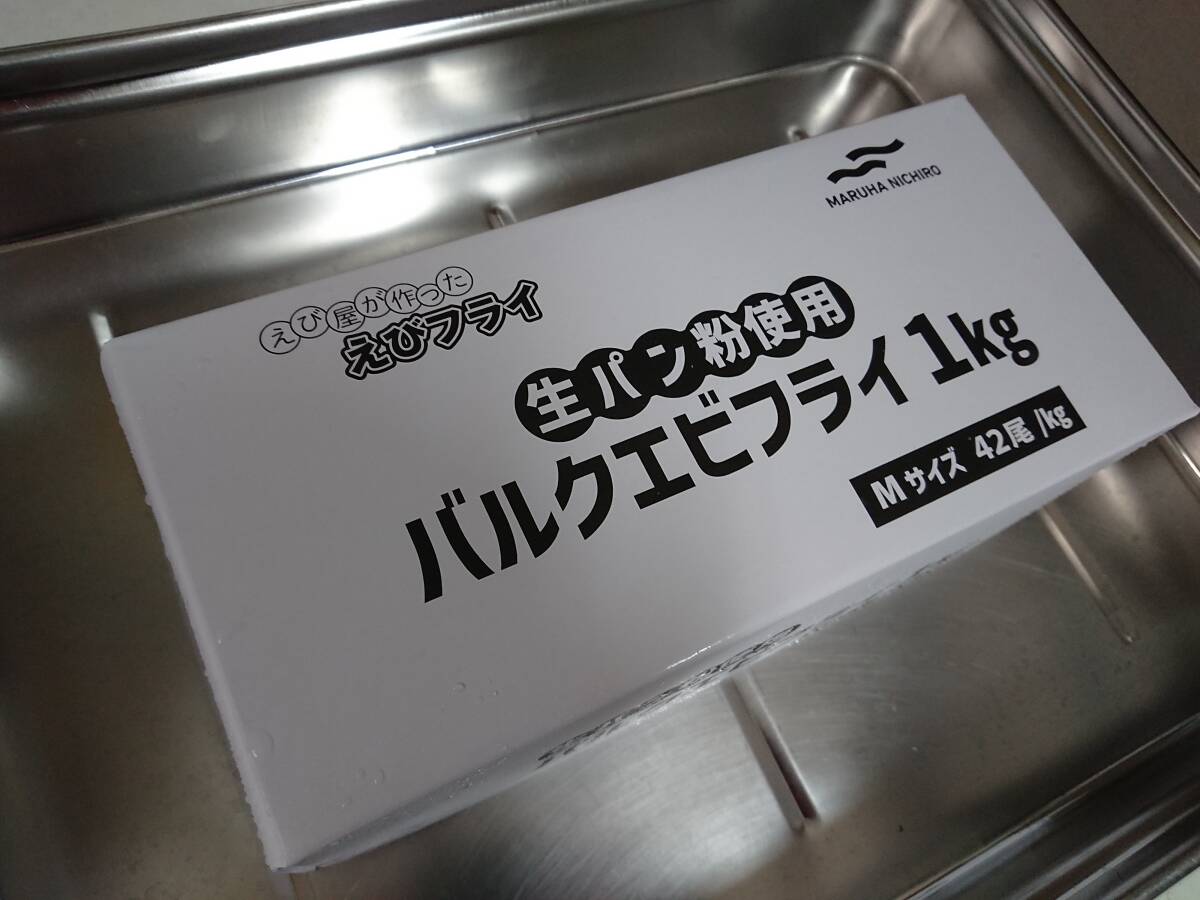 MARUHA NICHIRO
えび屋が作った
えびフライ
生パン粉使用
バルクエビフライ 1kg
Mサイズ 42尾/kg